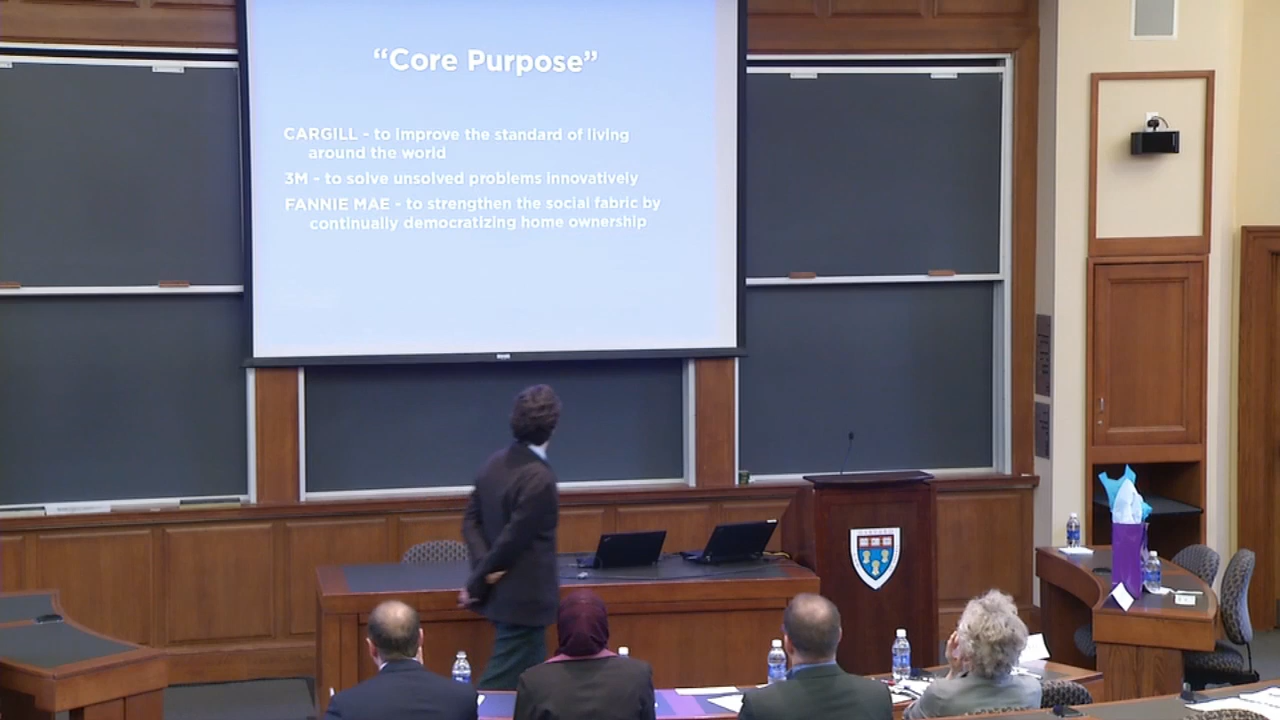 “Core Purpose”
CARGILL - to improve the standard of living
around the world
3M - to solve unsolved problems innovatively
FANNIE MAE - to strengthen the social fabric by
continually democratizing home ownership
HARVARD